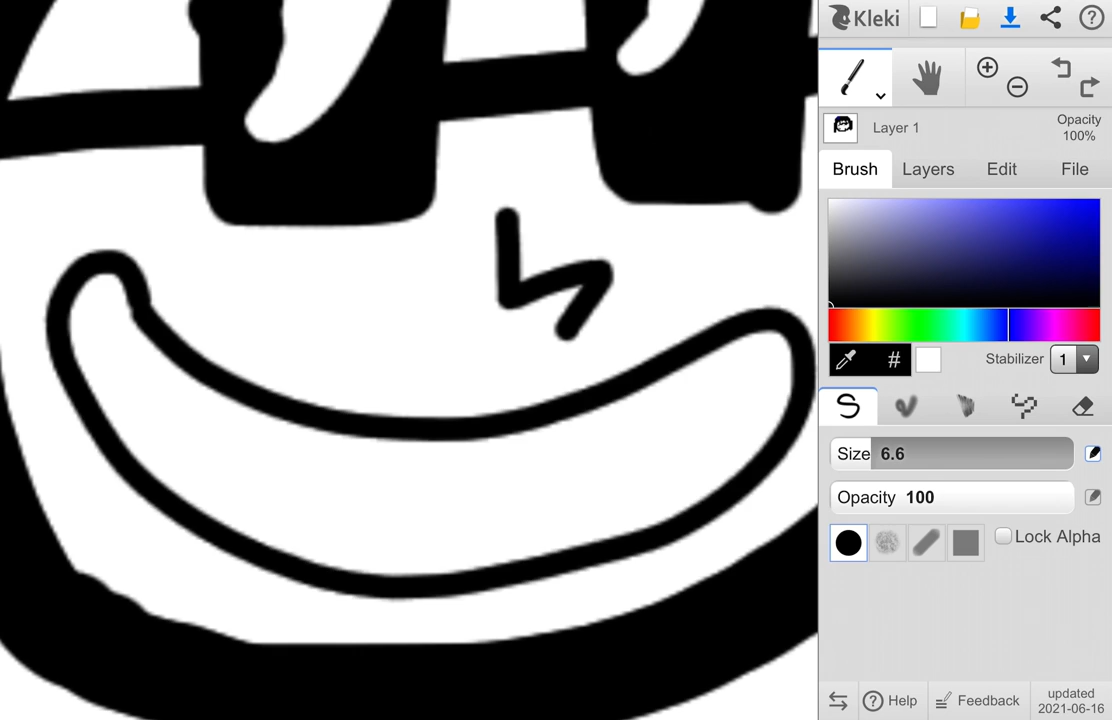 Kleki
Layer 1
Opacity
100%
Brush Layers Edit File
# Stabilizer 1
Size 6.6
Opacity 100
Lock Alpha
Help Feedback updated
2021-06-16